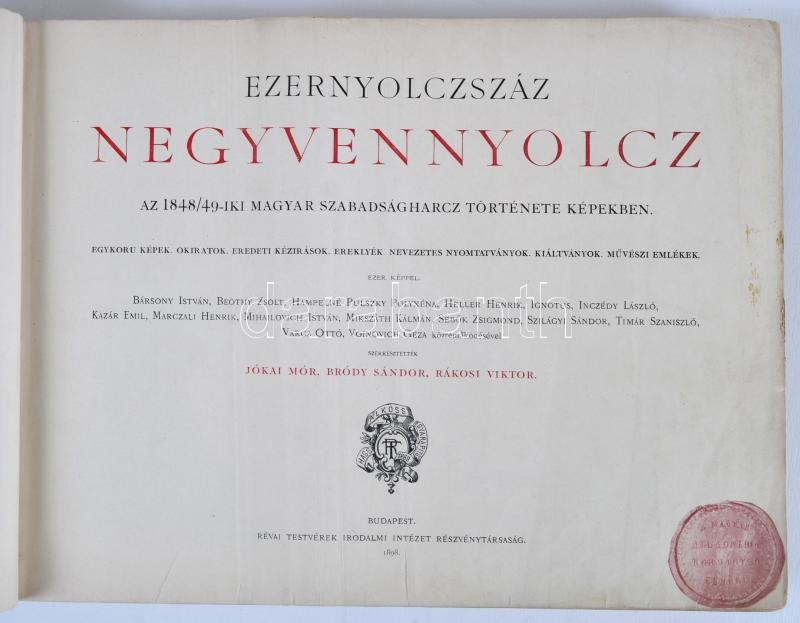 EZERNYOLCZSZÁZ
NEGYVENNYOLCZ
AZ 1848/49-IKI MAGYAR SZABADSÁGHARCZ TÖRTÉNETE KÉPEKBEN.
EGYKORU KÉPEK. OKIRATOK. EREDETI KÉZIRÁSOK. EREKLYÉK NEVEZETES NYOMTATVÁNYOK. KIÁLTVÁNYOK. MŰVÉSZI EMLÉKEK.
EZER KÉPPEL.
BÁRSONY ISTVÁN, BEÖTHY ZSOLT, HAMPELNÉ PULSZKY POLYXÉNA, HELLER HENRIK, IGNOTUS, INCZÉDY LÁSZLÓ,
KAZÁR EMIL, MARCZALI HENRIK, MIHAILOVICH ISTVÁN, MIKSZÁTH KÁLMÁN, SEBŐK ZSIGMOND, SZILÁGYI SÁNDOR, TIMÁR SZANISZLÓ,
VARGA OTTÓ, VOINOVICH GÉZA közreműködésével
SZERKESZTETTÉK
JÓKAI MÓR, BRÓDY SÁNDOR, RÁKOSI VIKTOR.
BUDAPEST.
RÉVAI TESTVÉREK IRODALMI INTÉZET RÉSZVÉNYTÁRSASÁG.
1898.
A MAGYAR
darabanth